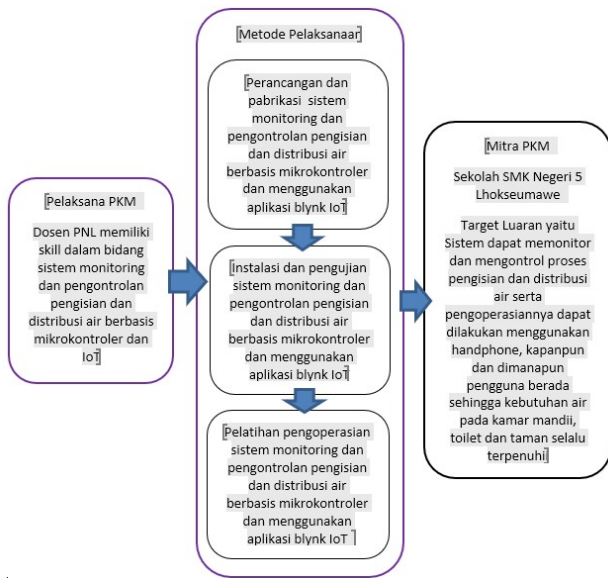 Pelaksana PKM
Dosen PNL memiliki
skill dalam bidang
sistem monitoring
dan pengontrolan
pengisian dan
distribusi air berbasis
mikrokontroler dan
IoT
Metode Pelaksanaan
Perancangan dan
pabrikasi sistem
monitoring dan
pengontrolan pengisian
dan distribusi air
berbasis mikrokontroler
dan menggunakan
aplikasi blynk IoT
Instalasi dan pengujian
sistem monitoring dan
pengontrolan pengisian
dan distribusi air
berbasis mikrokontroler
dan menggunakan
aplikasi blynk IoT
Pelatihan pengoperasian
sistem monitoring dan
pengontrolan pengisian
dan distribusi air
berbasis mikrokontroler
dan menggunakan
aplikasi blynk IoT
Mitra PKM
Sekolah SMK Negeri 5
Lhokseumawe
Target Luaran yaitu
Sistem dapat memonitor
dan mengontrol proses
pengisian dan distribusi
air serta
pengoperasiannya dapat
dilakukan menggunakan
handphone, kapanpun
dan dimanapun
pengguna berada
sehingga kebutuhan air
pada kamar mandii,
toilet dan taman selalu
terpenuhi